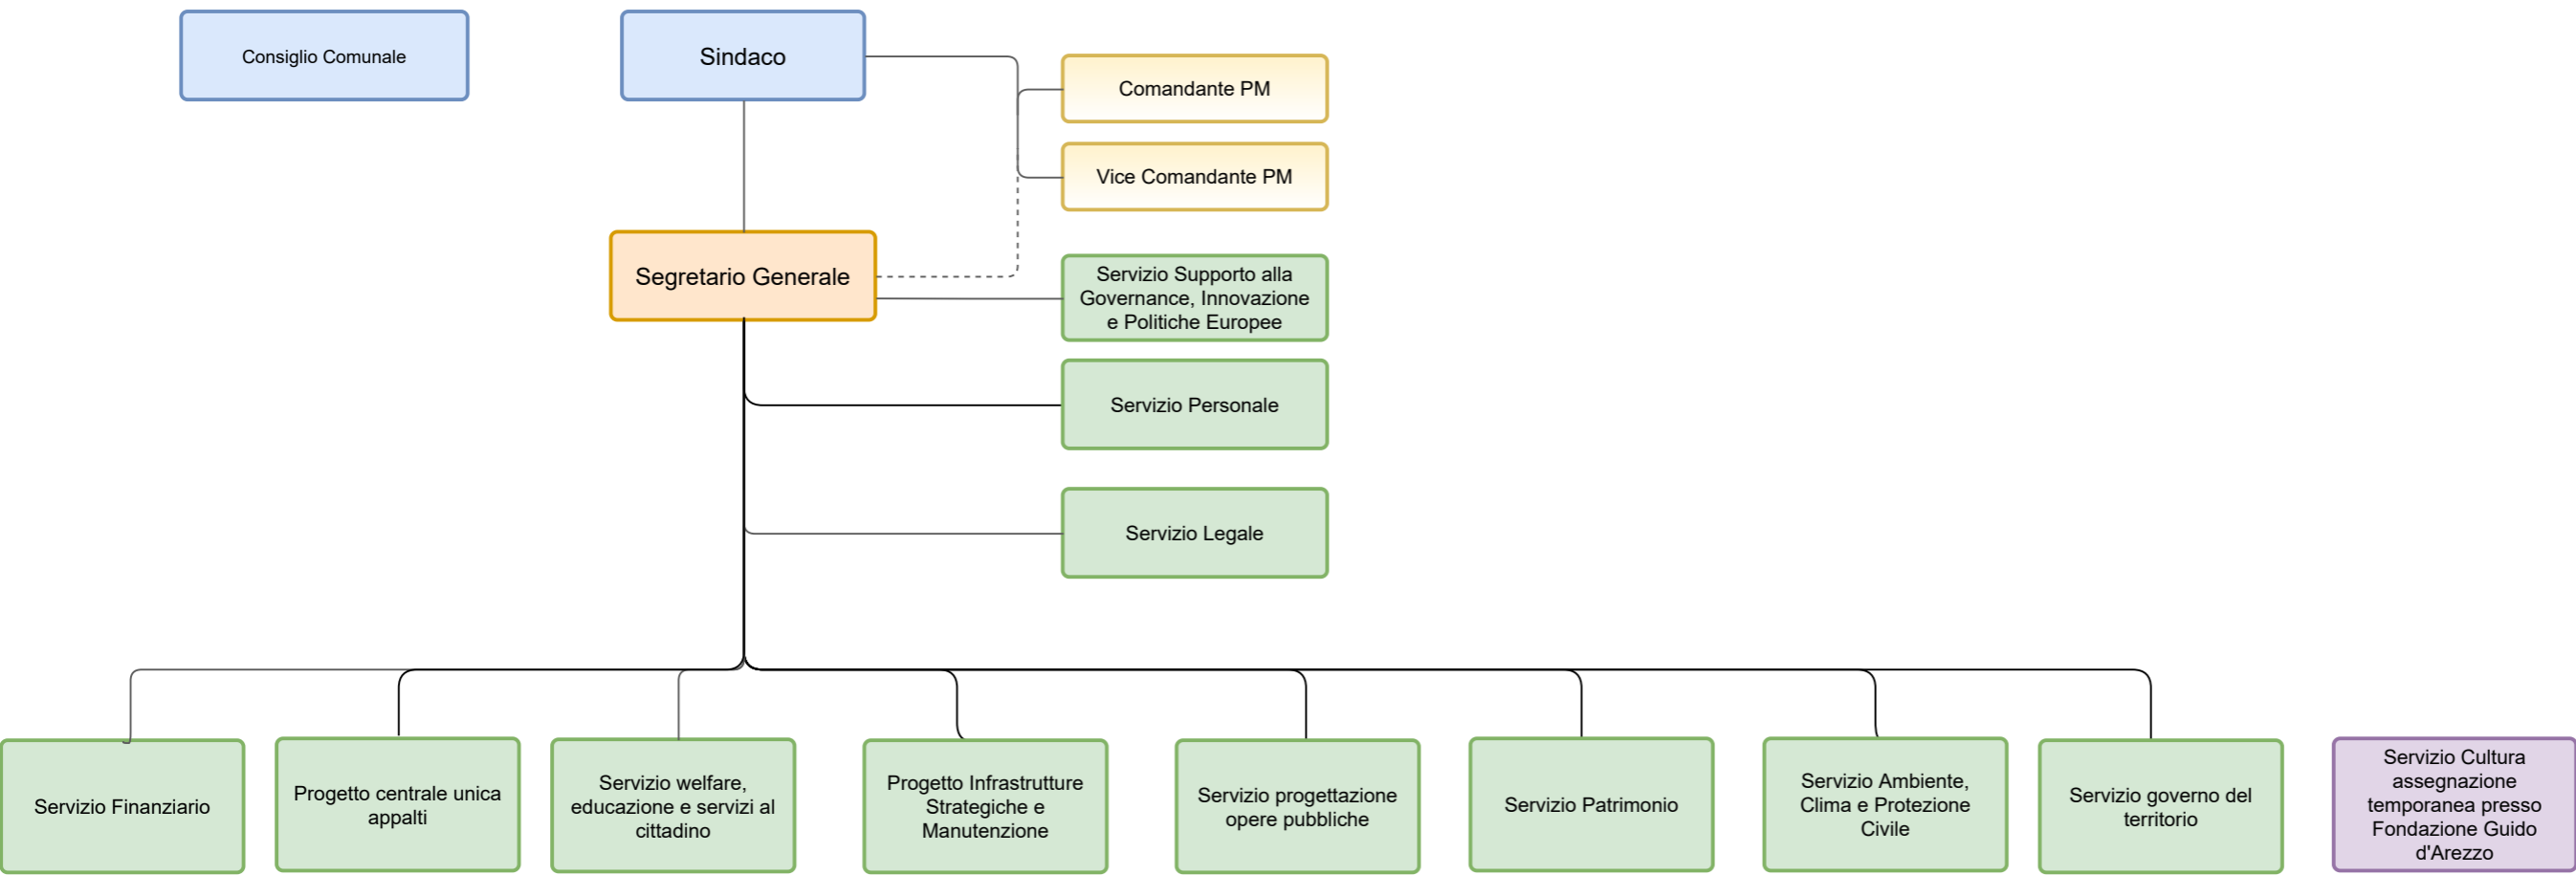 Consiglio Comunale
Sindaco
Comandante PM
Vice Comandante PM
Segretario Generale
Servizio Supporto alla
Governance, Innovazione
e Politiche Europee
Servizio Personale
Servizio Legale
Servizio Finanziario
Progetto centrale unica
appalti
Servizio welfare,
educazione e servizi al
cittadino
Progetto Infrastrutture
Strategiche e
Manutenzione
Servizio progettazione
opere pubbliche
Servizio Patrimonio
Servizio Ambiente,
Clima e Protezione
Civile
Servizio governo del
territorio
Servizio Cultura
assegnazione
temporanea presso
Fondazione Guido
d'Arezzo